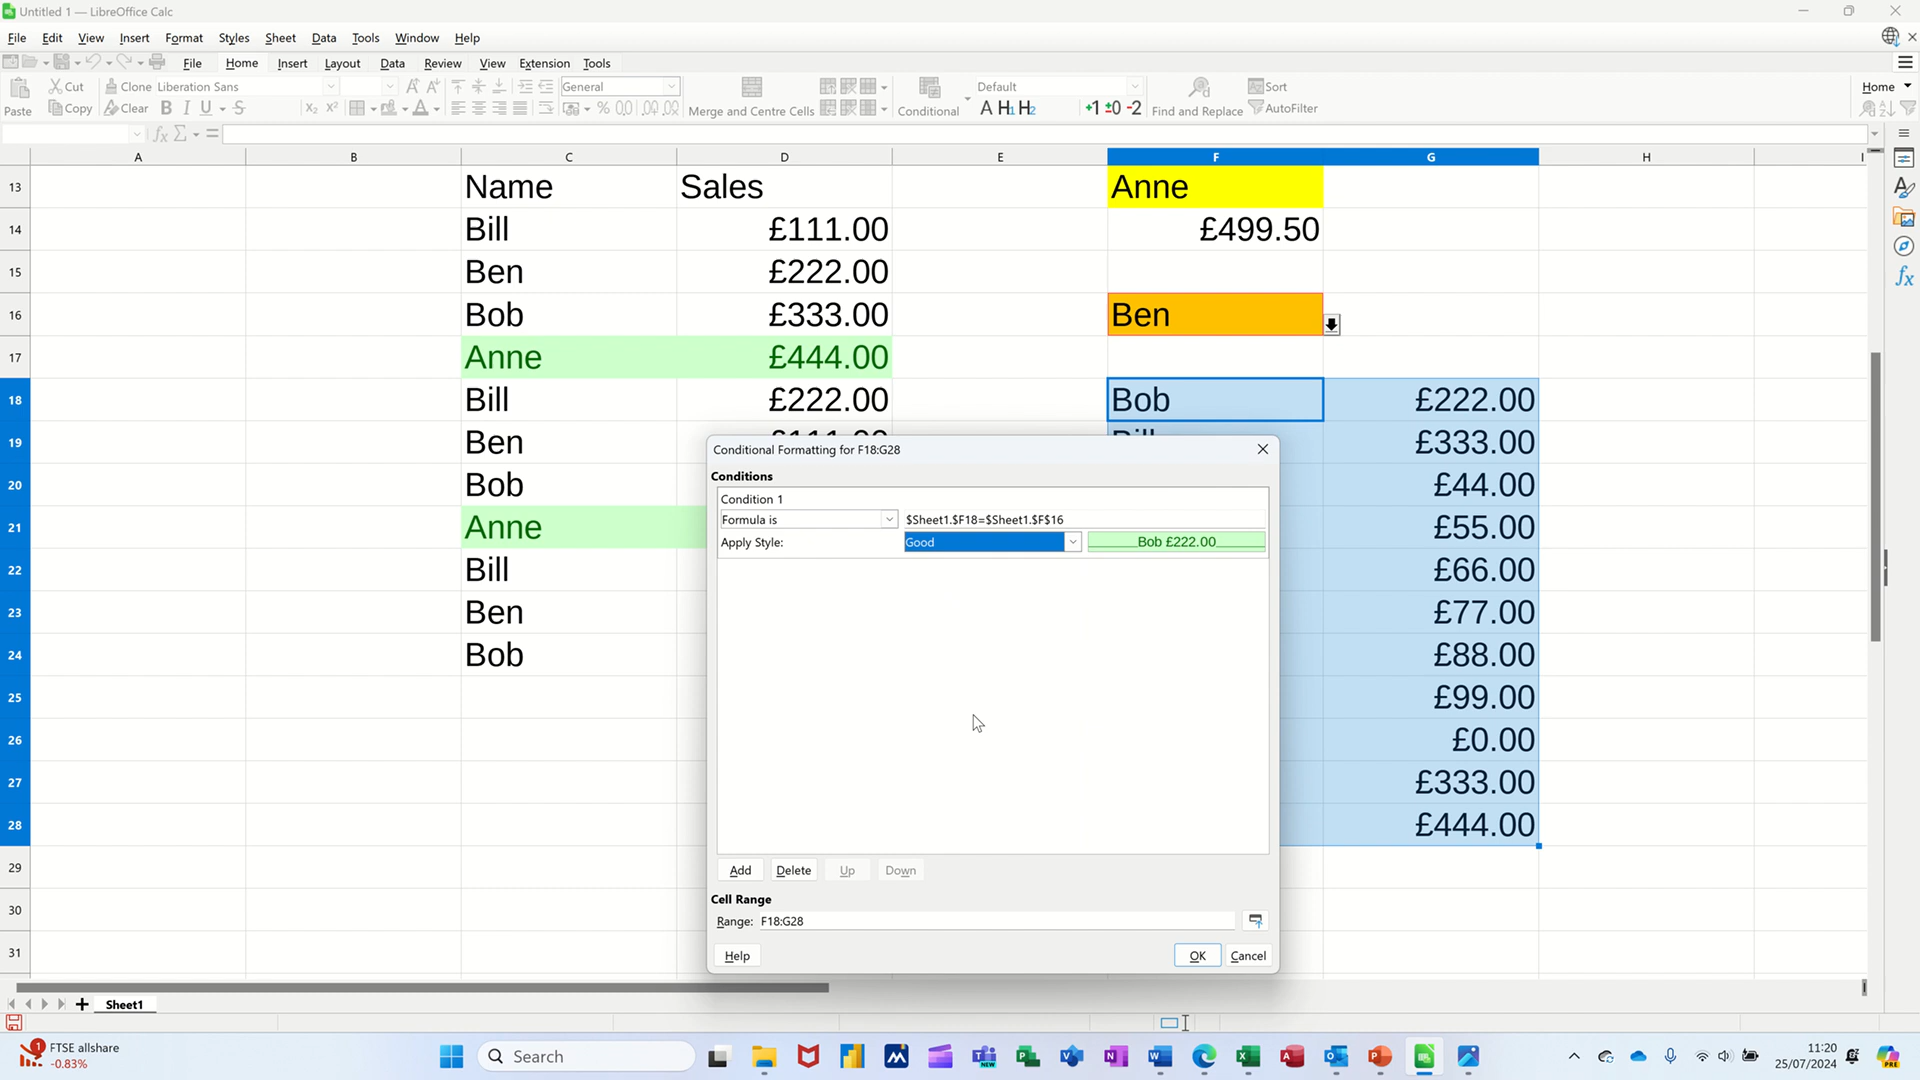 Untitled 1 — LibreOffice Calc
File Edit View Insert Format Styles Sheet Data Tools Window Help
File Home Insert Layout Data Review View Extension Tools
Paste Cut Copy Clone Clear Liberation Sans General Merge and Centre Cells Conditional Default Find and Replace Sort AutoFilter Home
A B C D E F G H I
13 Name Sales Anne
14 Bill £111.00 £499.50
15 Ben £222.00
16 Bob £333.00 Ben
17 Anne £444.00
18 Bill £222.00 Bob £222.00
19 Ben £333.00
20 Bob £44.00
21 Anne £55.00
22 Bill £66.00
23 Ben £77.00
24 Bob £88.00
25 £99.00
26 £0.00
27 £333.00
28 £444.00
29
30
31
Conditional Formatting for F18:G28
Conditions
Condition 1
Formula is $Sheet1.$F18=$Sheet1.$F$16
Apply Style: Good Bob £222.00
Add Delete Up Down
Cell Range
Range: F18:G28
Help OK Cancel
Sheet1
FTSE allshare
-0.83%
Search
11:20
25/07/2024